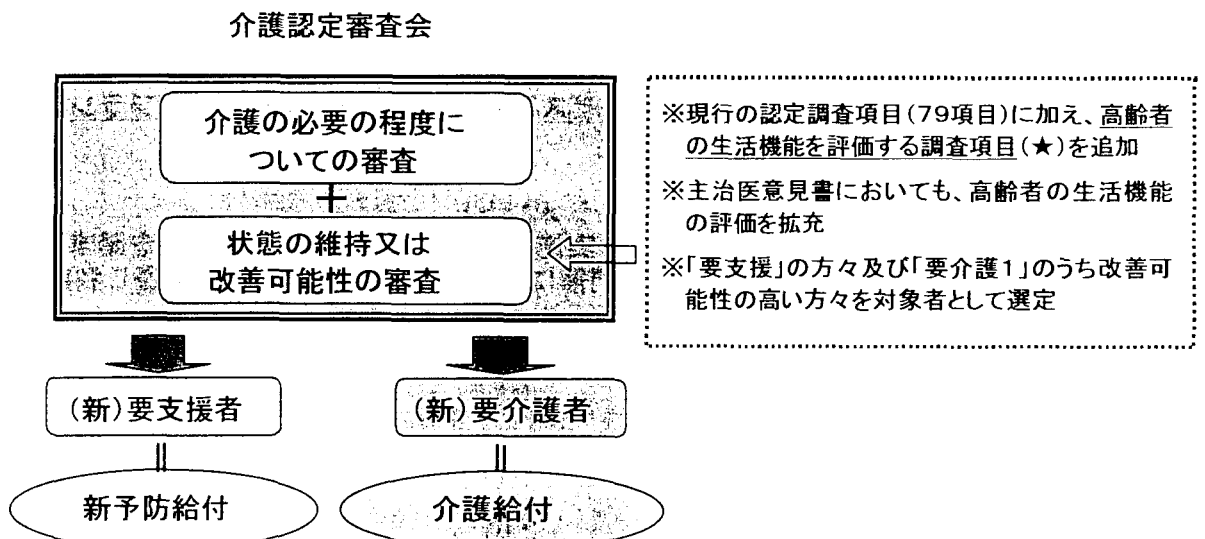 介護認定審査会
介護の必要の程度に
ついての審査
+
状態の維持又は
改善可能性の審査
※現行の認定調査項目(79項目)に加え、高齢者
の生活機能を評価する調査項目(★)を追加
※主治医意見書においても、高齢者の生活機能
の評価を拡充
※「要支援」の方々及び「要介護1」のうち改善可
能性の高い方々を対象者として選定
(新)要支援者
(新)要介護者
新予防給付
介護給付